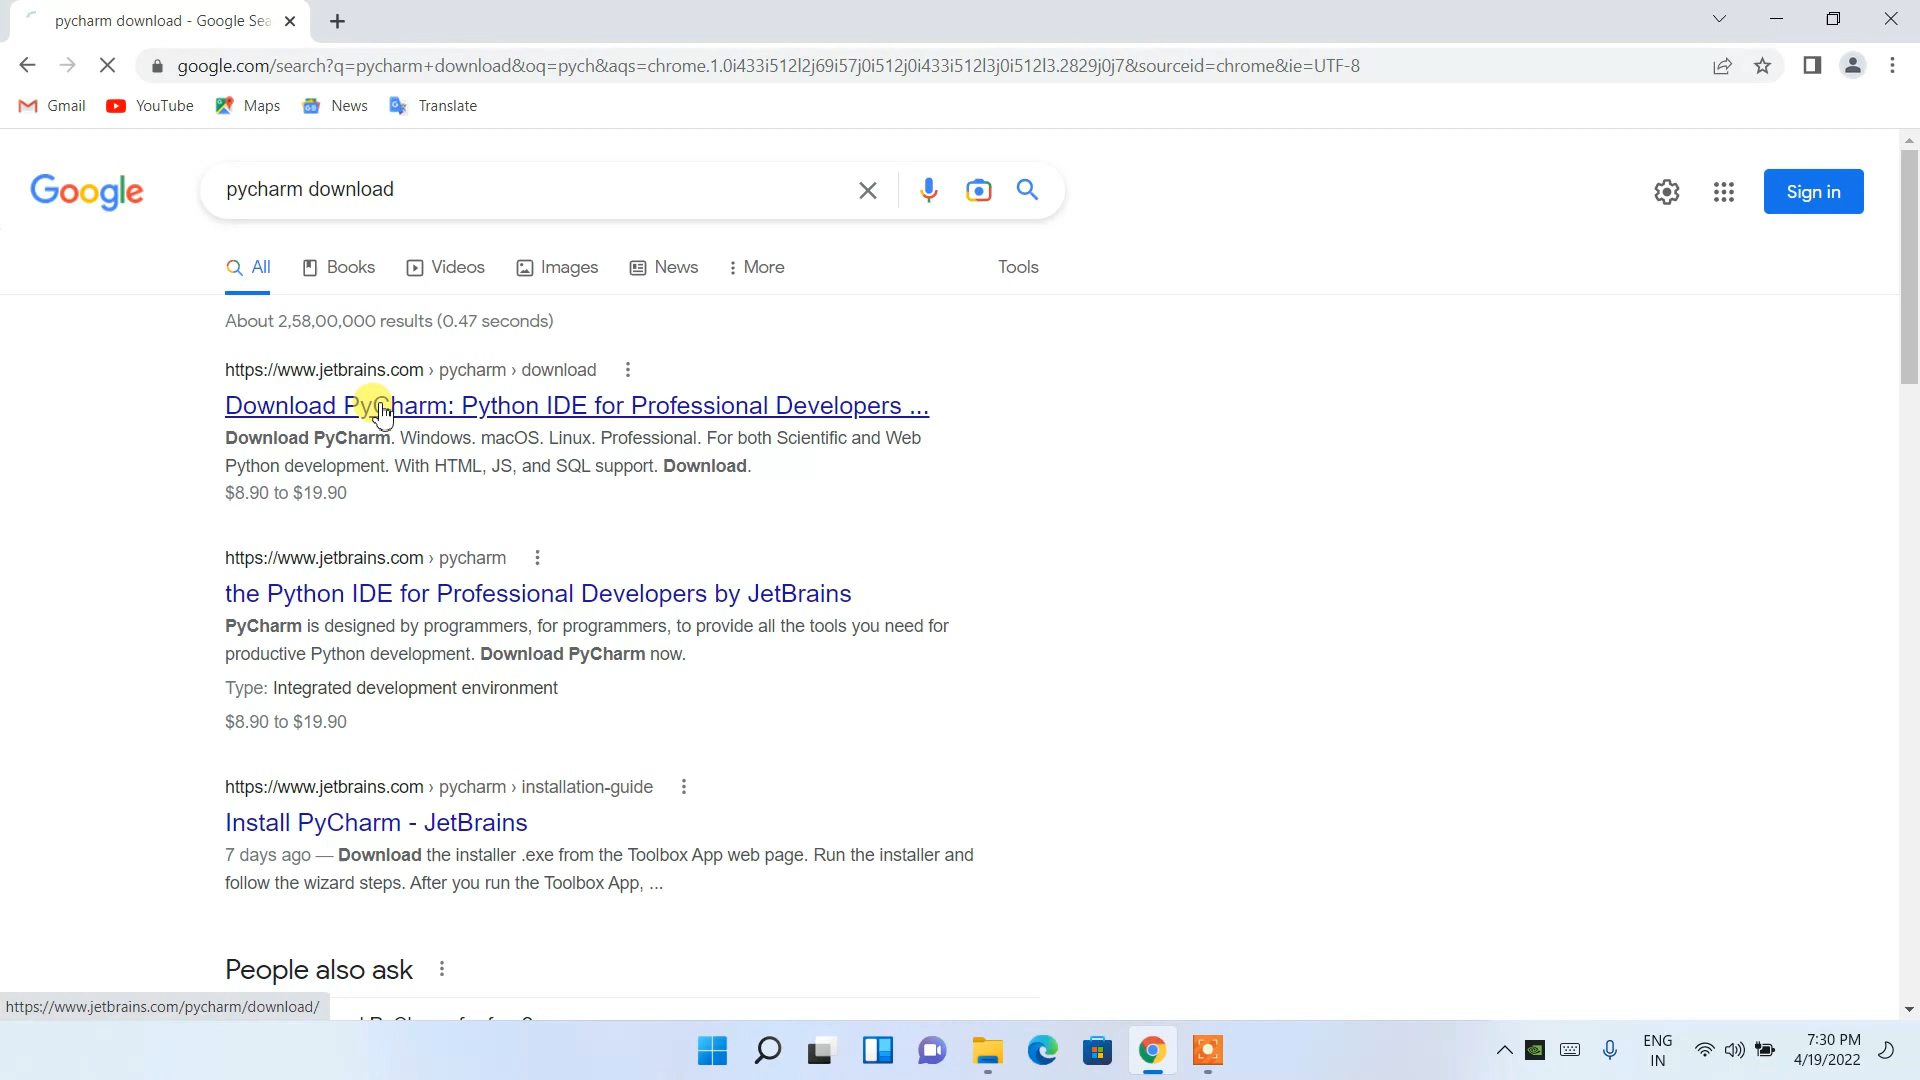 pycharm download - Google Sea
google.com/search?q=pycharm+download&oq=pych&aqs=chrome.1.0i433i512l2j69i57j0i512j0i433i512l3j0i512l3.2829j0j7&sourceid=chrome&ie=UTF-8
Gmail YouTube Maps News Translate
Google pycharm download Sign in
All Books Videos Images News More Tools
About 2,58,00,000 results (0.47 seconds)
https://www.jetbrains.com › pycharm › download
Download PyCharm: Python IDE for Professional Developers ...
Download PyCharm. Windows. macOS. Linux. Professional. For both Scientific and Web
Python development. With HTML, JS, and SQL support. Download.
$8.90 to $19.90
https://www.jetbrains.com › pycharm
the Python IDE for Professional Developers by JetBrains
PyCharm is designed by programmers, for programmers, to provide all the tools you need for
productive Python development. Download PyCharm now.
Type: Integrated development environment
$8.90 to $19.90
https://www.jetbrains.com › pycharm › installation-guide
Install PyCharm - JetBrains
7 days ago — Download the installer .exe from the Toolbox App web page. Run the installer and
follow the wizard steps. After you run the Toolbox App, ...
People also ask
https://www.jetbrains.com/pycharm/download/
ENG
IN
7:30 PM
4/19/2022